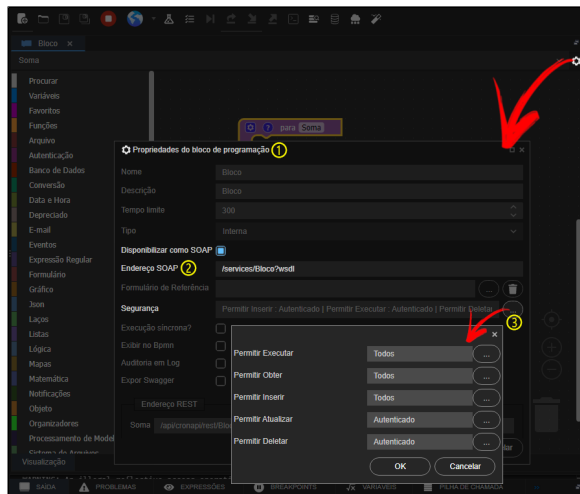 Bloco ×
Soma
Procurar
Variáveis
Favoritos
Funções
Arquivo
Autenticação
Banco de Dados
Conversão
Data e Hora
Depreciado
E-mail
Eventos
Expressão Regular
Formulário
Gráfico
Json
Laços
Listas
Lógica
Mapas
Matemática
Notificações
Objeto
Organizadores
Processamento de Model
Visualização
para Soma
Propriedades do bloco de programação 1
Nome Bloco
Descrição Bloco
Tempo limite 300
Tipo Interna
Disponibilizar como SOAP
Endereço SOAP 2 /services/Bloco?wsdl
Formulário de Referência ...
Segurança Permitir Inserir : Autenticado | Permitir Executar : Autenticado | Permitir Deletar ...
3
Execução síncrona?
Exibir no Bpmn
Auditoria em Log
Expor Swagger
Endereço REST
Soma /api/cronapi/rest/Blo
Permitir Executar Todos ...
Permitir Obter Todos ...
Permitir Inserir Todos ...
Permitir Atualizar Autenticado ...
Permitir Deletar Autenticado ...
OK Cancelar
SAÍDA PROBLEMAS EXPRESSÕES BREAKPOINTS VARIÁVEIS PILHA DE CHAMADA